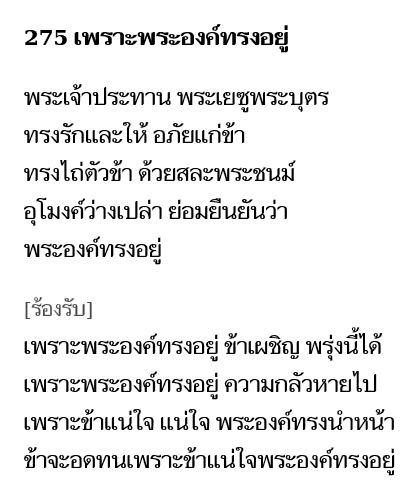 275 เพราะพระองค์ทรงอยู่
พระเจ้าประทาน พระเยซูพระบุตร
ทรงรักและให้ อภัยแก่ข้า
ทรงไถ่ตัวข้า ด้วยสละพระชนม์
อุโมงค์ว่างเปล่า ย่อมยืนยันว่า
พระองค์ทรงอยู่
[ร้องรับ]
เพราะพระองค์ทรงอยู่ ข้าเผชิญ พรุ่งนี้ได้
เพราะพระองค์ทรงอยู่ ความกลัวหายไป
เพราะข้าแน่ใจ แน่ใจ พระองค์ทรงนำหน้า
ข้าจะอดทนเพราะข้าแน่ใจพระองค์ทรงอยู่